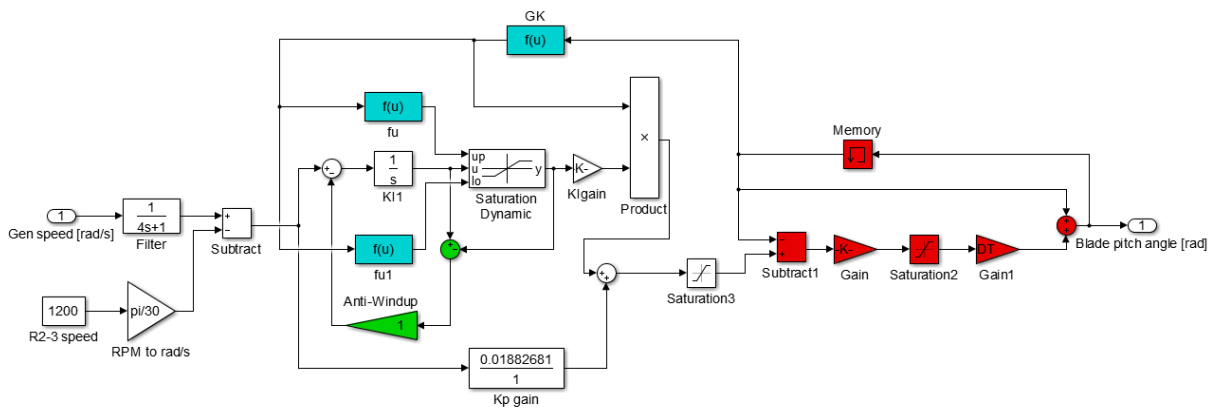 GK
f(u)
f(u)
fu
Memory
1
s
KI1
up
u
lo
y
Saturation
Dynamic
-K-
KIgain
×
Product
1
Gen speed [rad/s]
1
4s+1
Filter
+
−
Subtract
+
−
+
−
f(u)
fu1
Anti-Windup
1
1200
R2-3 speed
pi/30
RPM to rad/s
0.01882681
1
Kp gain
+
+
Saturation3
−
+
Subtract1
-K-
Gain
Saturation2
DT
Gain1
+
+
1
Blade pitch angle [rad]